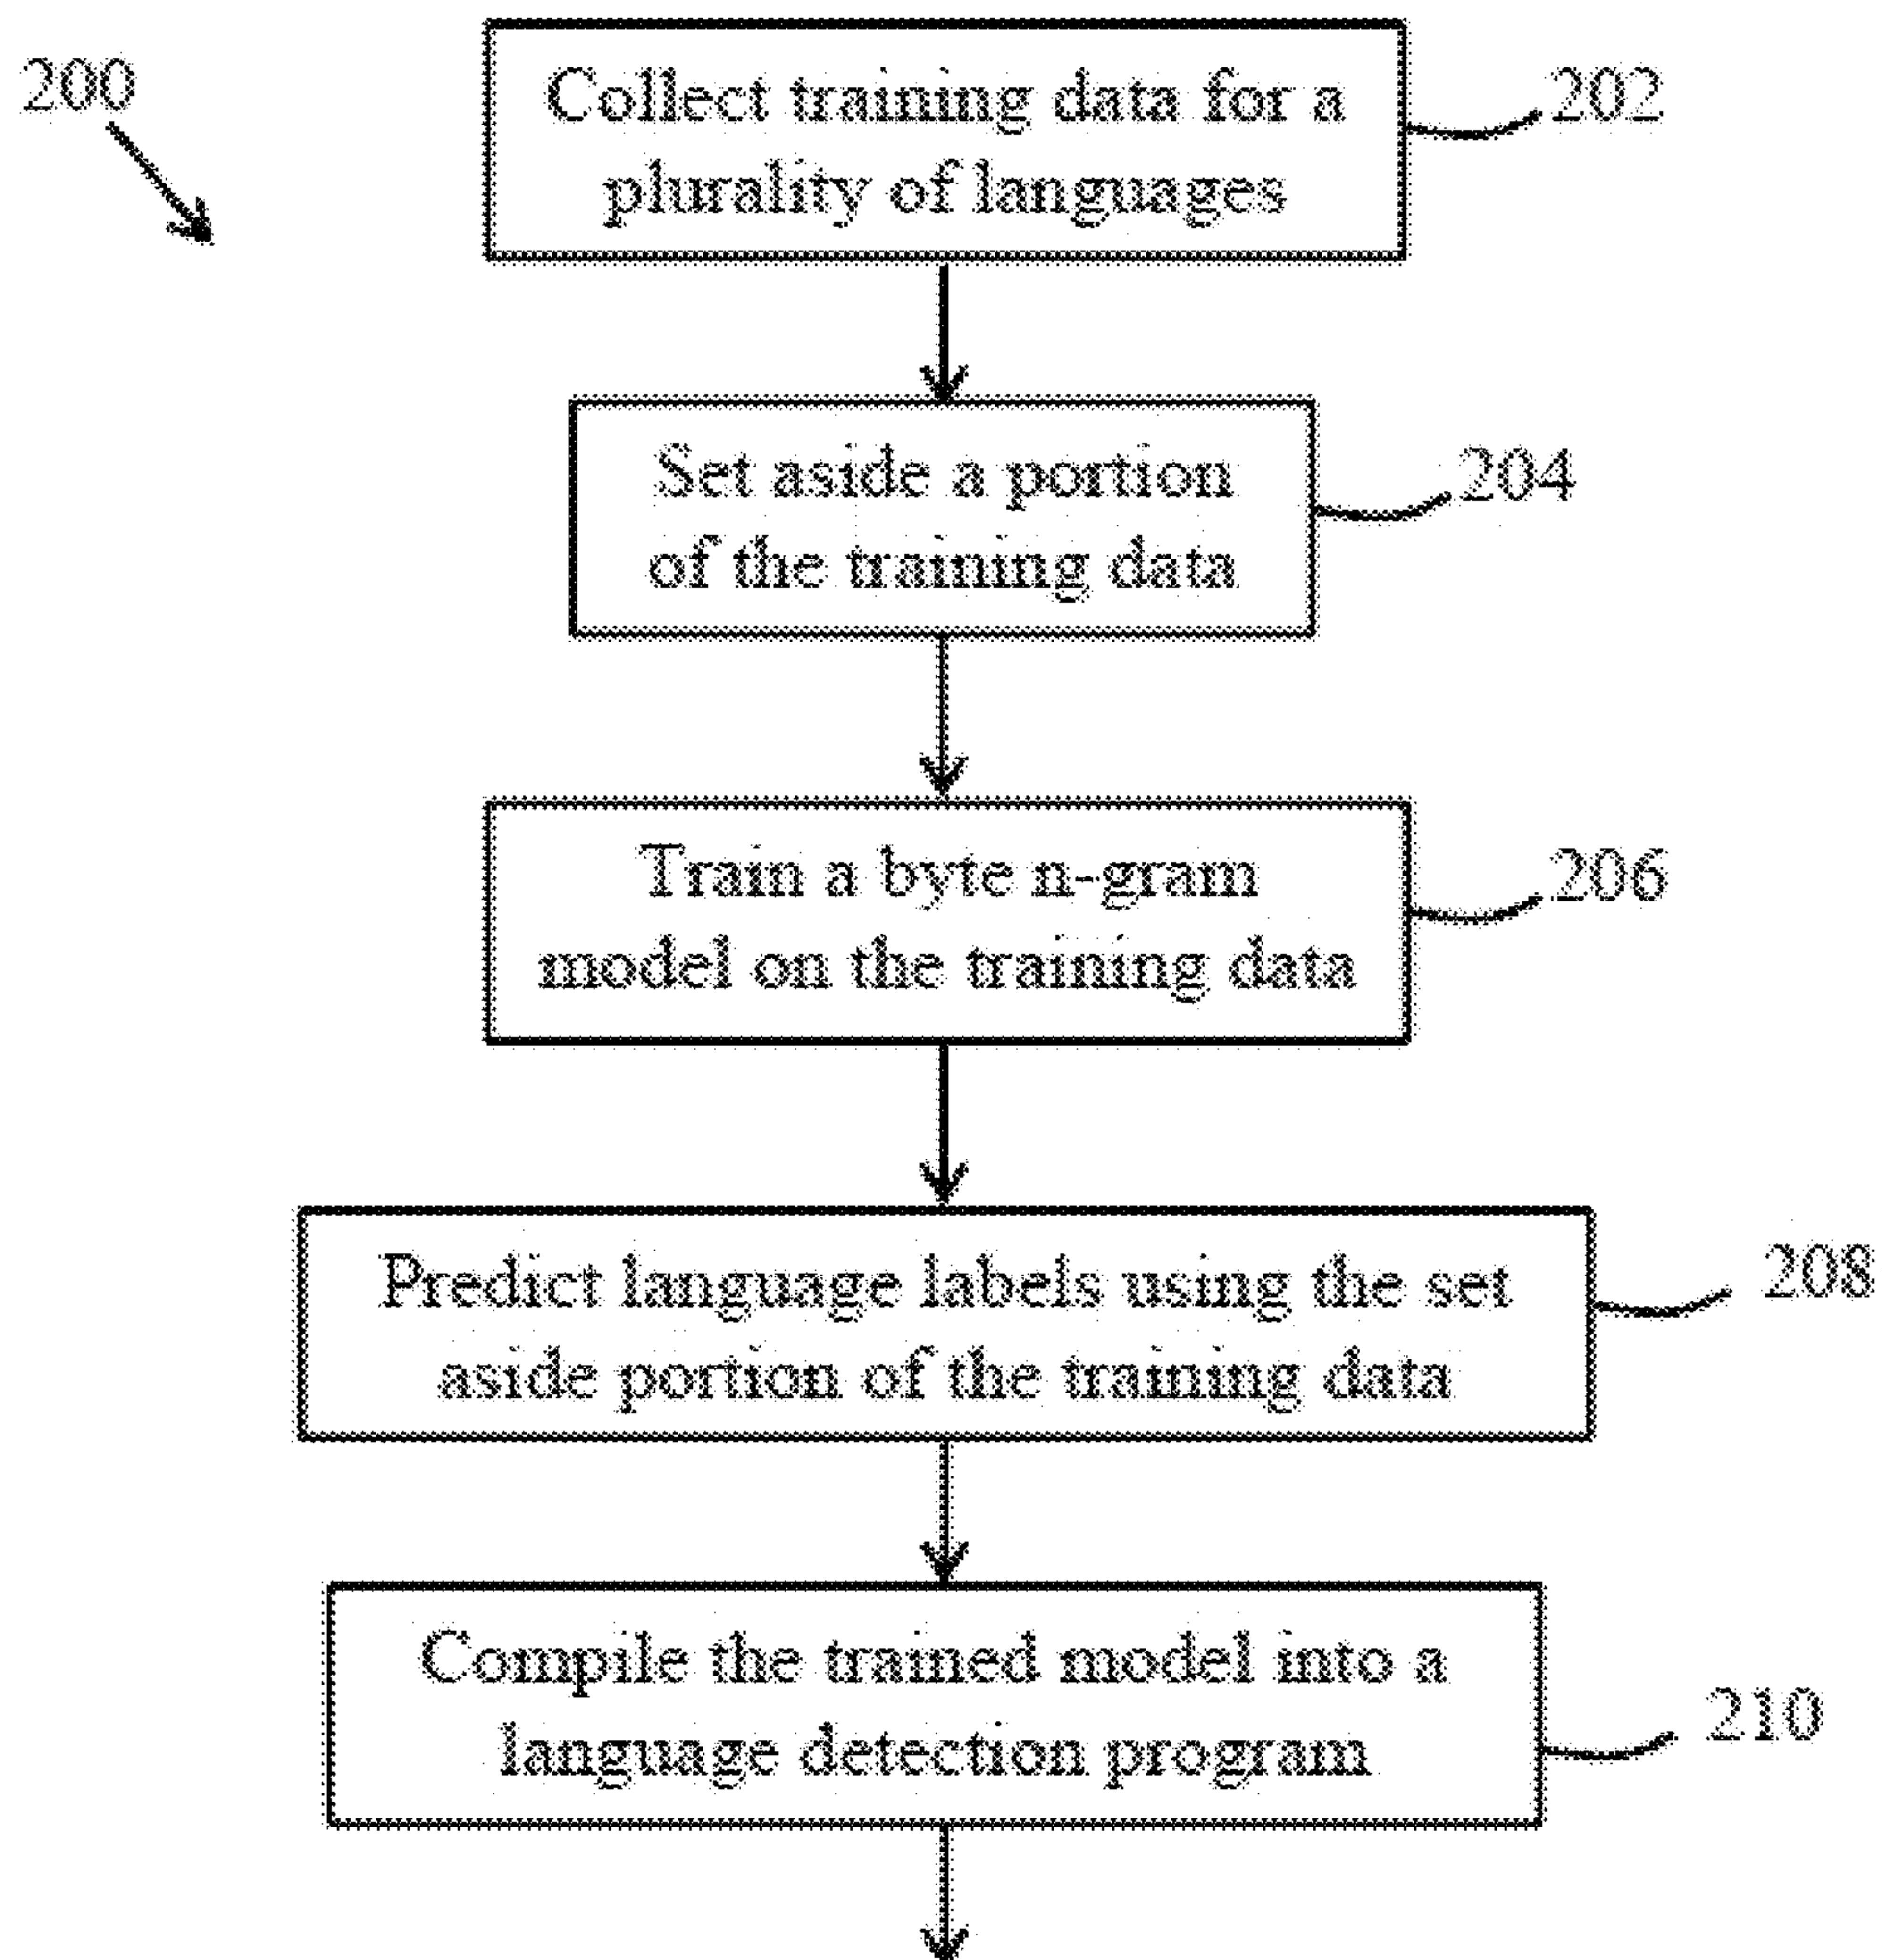 200
Collect training data for a
plurality of languages
202
Set aside a portion
of the training data
204
Train a byte n-gram
model on the training data
206
Predict language labels using the set
aside portion of the training data
208
Compile the trained model into a
language detection program
210